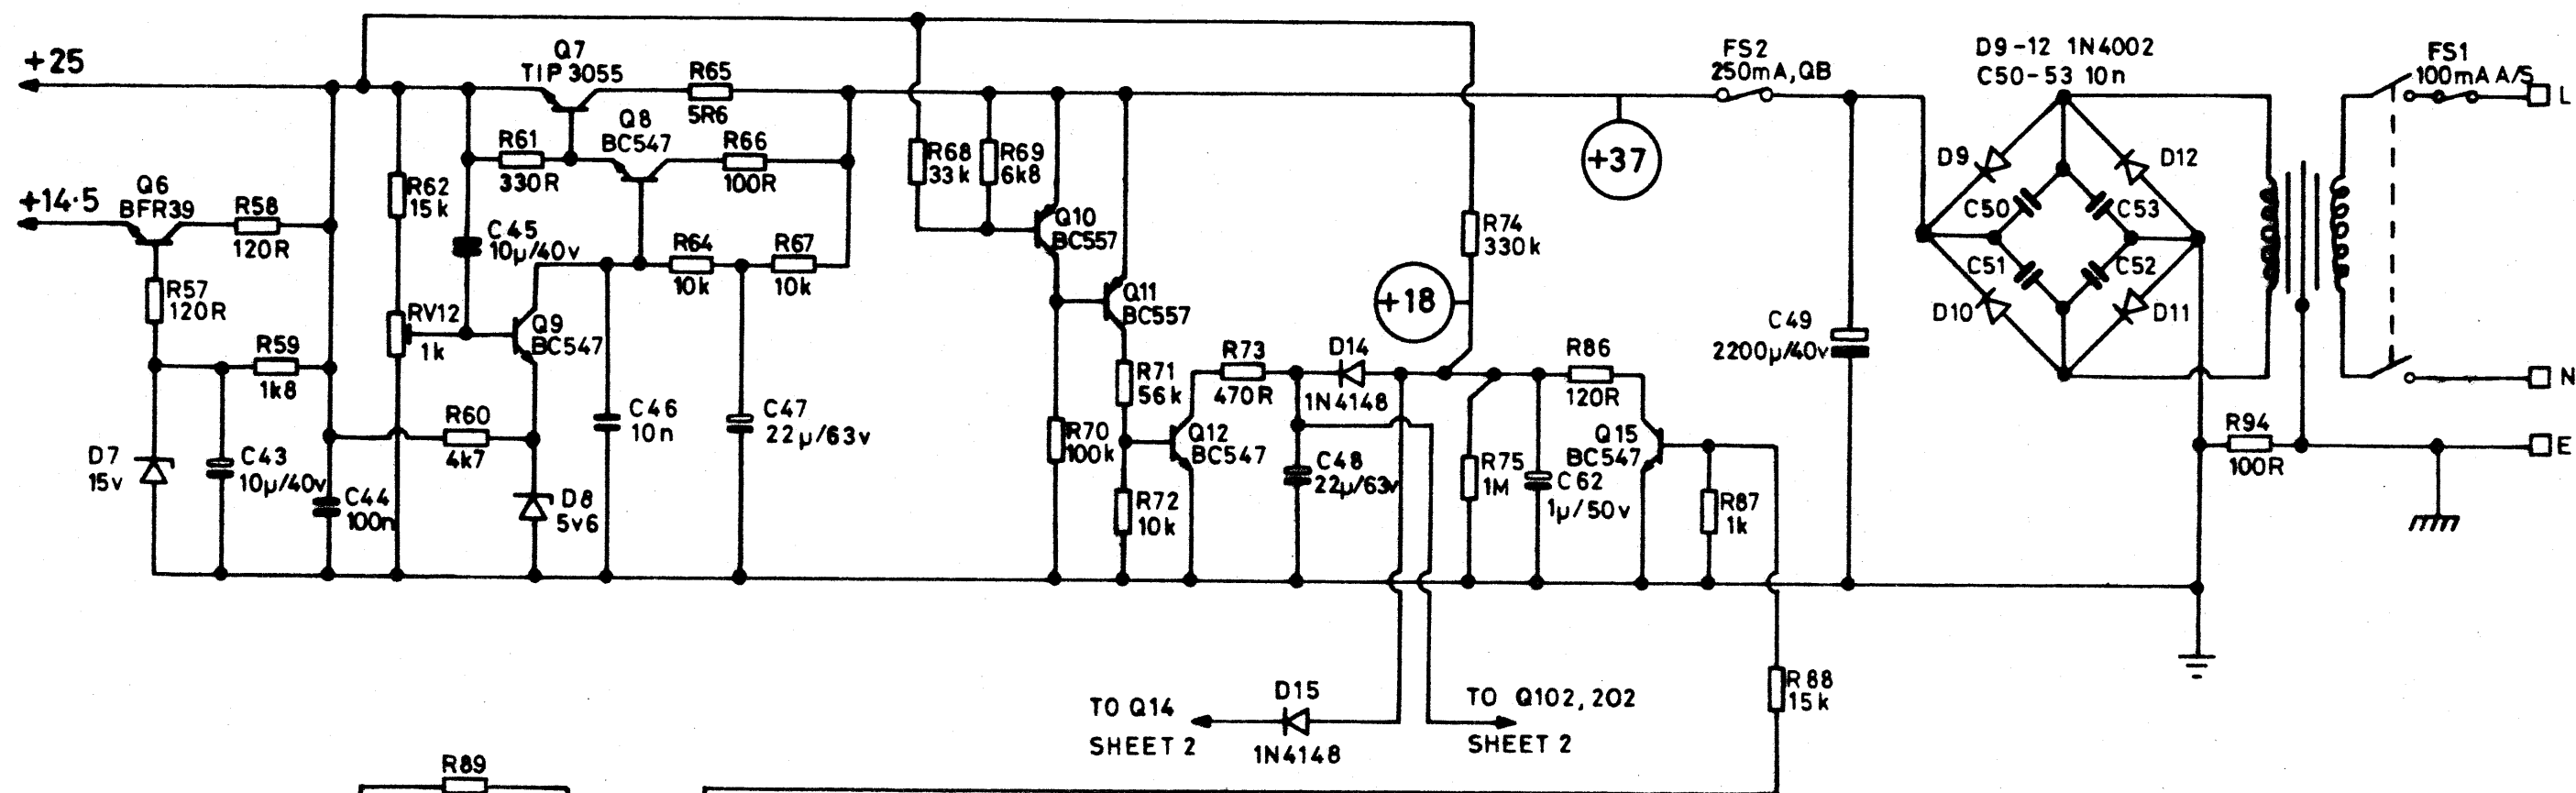 +25
Q7
TIP 3055
R65
5R6
FS2
250mA,QB
D9-12 1N4002
C50-53 10n
FS1
100mA A/S
L
Q8
BC547
R61
330R
R66
100R
R68
33k
R69
6k8
+37
D9
D12
Q6
BFR39
+14·5
R58
120R
R62
15k
C45
10µ/40v
R64
10k
R67
10k
Q10
BC557
R74
330k
C50
C53
C51
C52
R57
120R
RV12
1k
Q9
BC547
Q11
BC557
+18
D10
D11
C49
2200µ/40v
R59
1k8
R73
470R
D14
1N4148
R86
120R
N
R71
56k
C46
10n
C47
22µ/63v
R60
4k7
R70
100k
Q12
BC547
Q15
BC547
R94
100R
E
D7
15v
C43
10µ/40v
C44
100n
D8
5v6
C48
22µ/63v
R75
1M
C62
1µ/50v
R72
10k
R87
1k
TO Q14
SHEET 2
D15
1N4148
TO Q102, 202
SHEET 2
R88
15k
R89